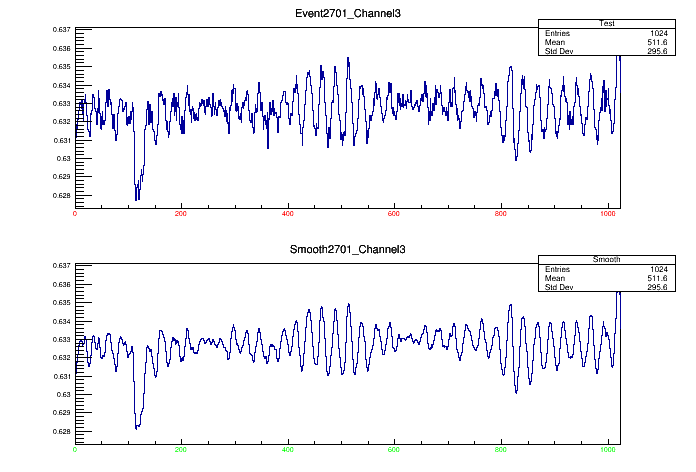 Event2701_Channel3
Test
Entries 1024
Mean 511.6
Std Dev 295.6
0.637
0.636
0.635
0.634
0.633
0.632
0.631
0.63
0.629
0.628
0 200 400 600 800 1000
Smooth2701_Channel3
Smooth
Entries 1024
Mean 511.6
Std Dev 295.6
0.637
0.636
0.635
0.634
0.633
0.632
0.631
0.63
0.629
0.628
0 200 400 600 800 1000